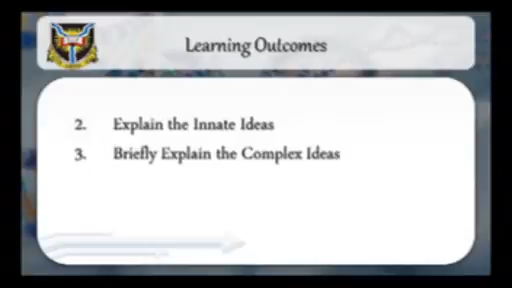 Learning Outcomes
2. Explain the Innate Ideas
3. Briefly Explain the Complex Ideas